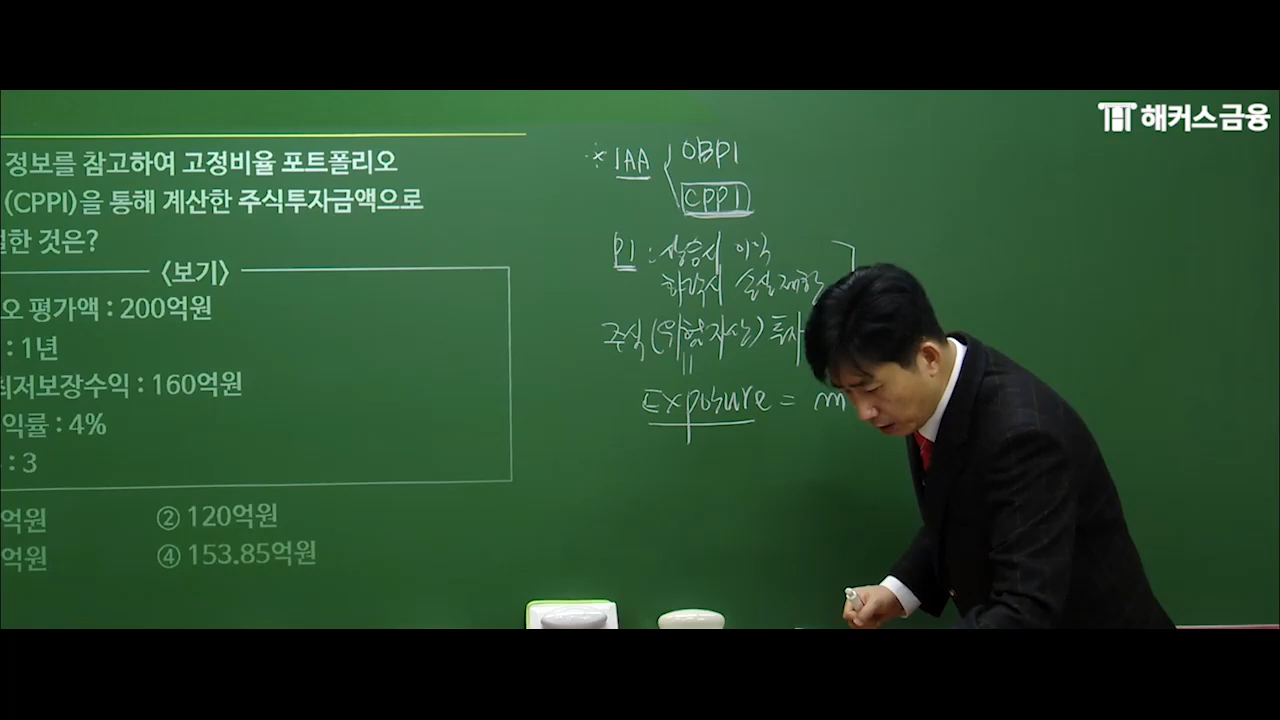 해커스금융
정보를 참고하여 고정비율 포트폴리오
(CPPI)을 통해 계산한 주식투자금액으로
절한 것은?
<보기>
오 평가액 : 200억원
: 1년
최저보장수익 : 160억원
익률 : 4%
: 3
억원 ② 120억원
억원 ④ 153.85억원
* IAA OBPI
CPPI
PI : 상승시 이익
하락시 손실제한
주식(위험자산) 투자
=
Exposure = m